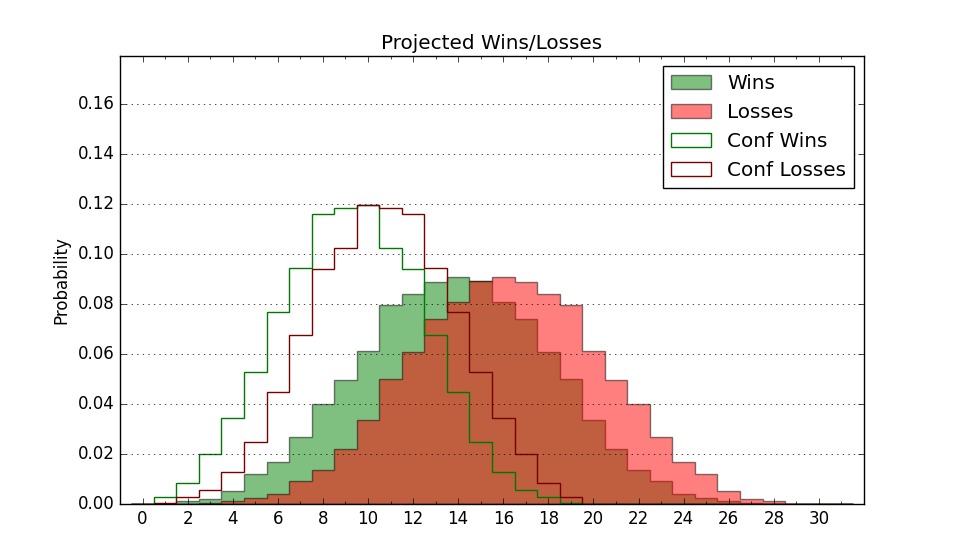 Projected Wins/Losses
Wins
Losses
Conf Wins
Conf Losses
Probability
0.16
0.14
0.12
0.10
0.08
0.06
0.04
0.02
0.00
0 2 4 6 8 10 12 14 16 18 20 22 24 26 28 30